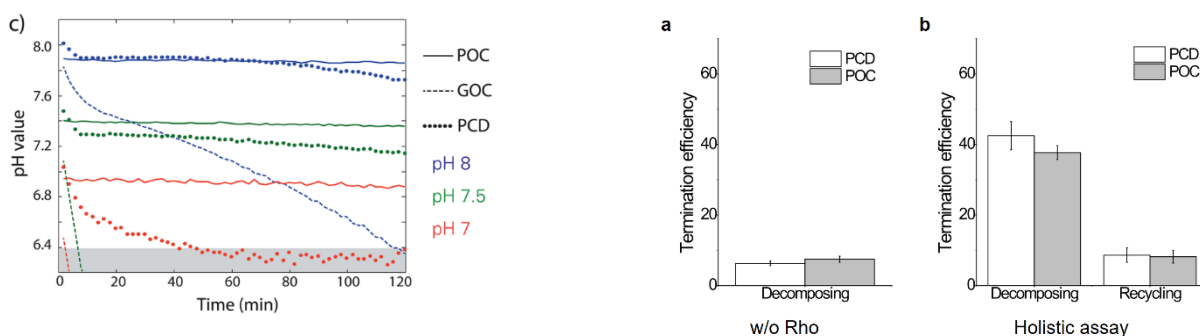 c)
pH value
8.0
7.6
7.2
6.8
6.4
0
20
40
60
80
100
120
Time (min)
POC
GOC
PCD
pH 8
pH 7.5
pH 7
a
Termination efficiency
60
40
20
0
PCD
POC
Decomposing
w/o Rho
b
Termination efficiency
60
40
20
0
PCD
POC
Decomposing
Recycling
Holistic assay